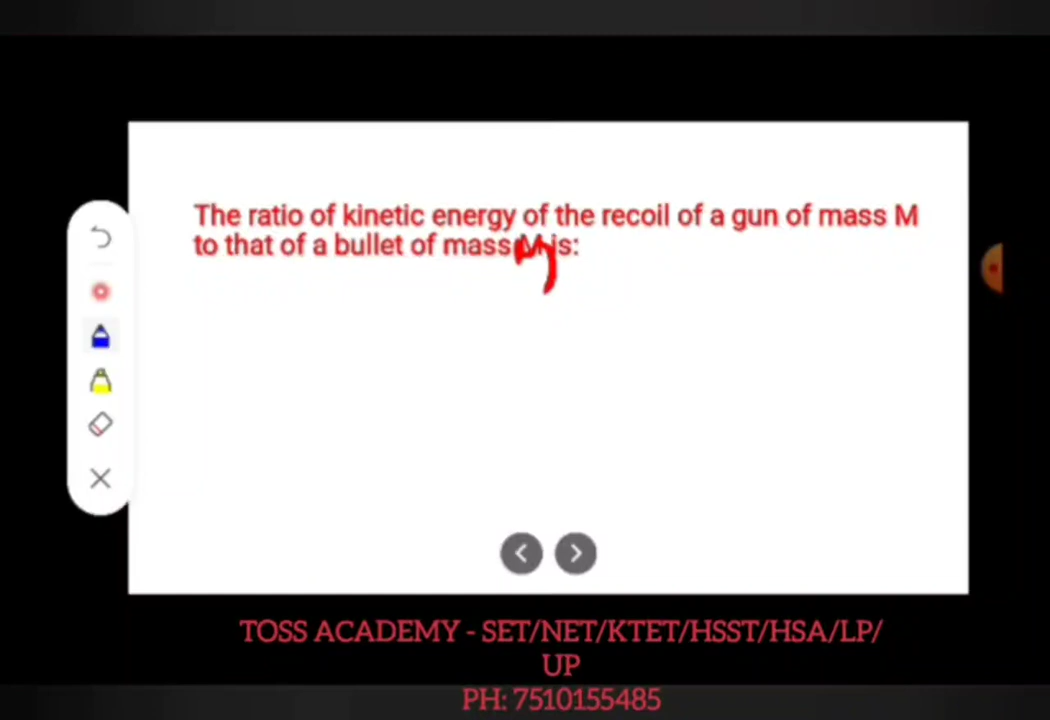 The ratio of kinetic energy of the recoil of a gun of mass M
to that of a bullet of mass M is:
TOSS ACADEMY - SET/NET/KTET/HSST/HSA/LP/
UP
PH: 7510155485